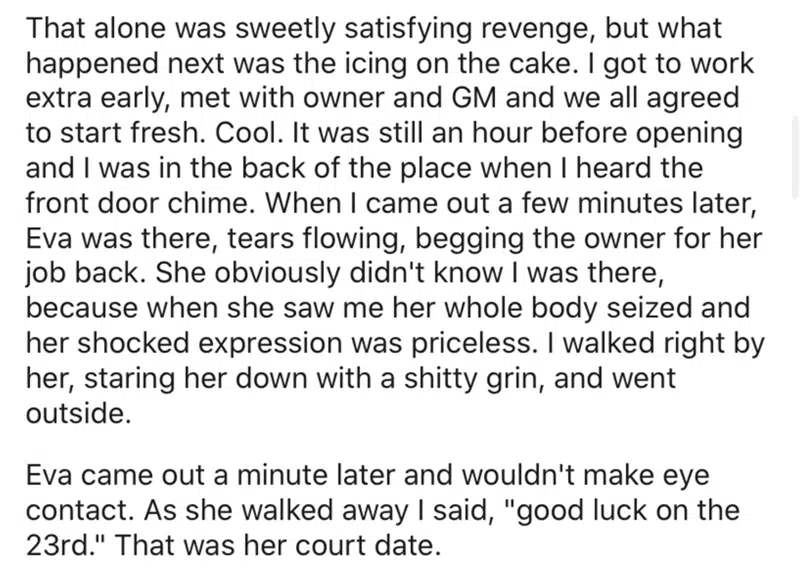 That alone was sweetly satisfying revenge, but what
happened next was the icing on the cake. I got to work
extra early, met with owner and GM and we all agreed
to start fresh. Cool. It was still an hour before opening
and I was in the back of the place when I heard the
front door chime. When I came out a few minutes later,
Eva was there, tears flowing, begging the owner for her
job back. She obviously didn't know I was there,
because when she saw me her whole body seized and
her shocked expression was priceless. I walked right by
her, staring her down with a shitty grin, and went
outside.
Eva came out a minute later and wouldn't make eye
contact. As she walked away I said, "good luck on the
23rd." That was her court date.